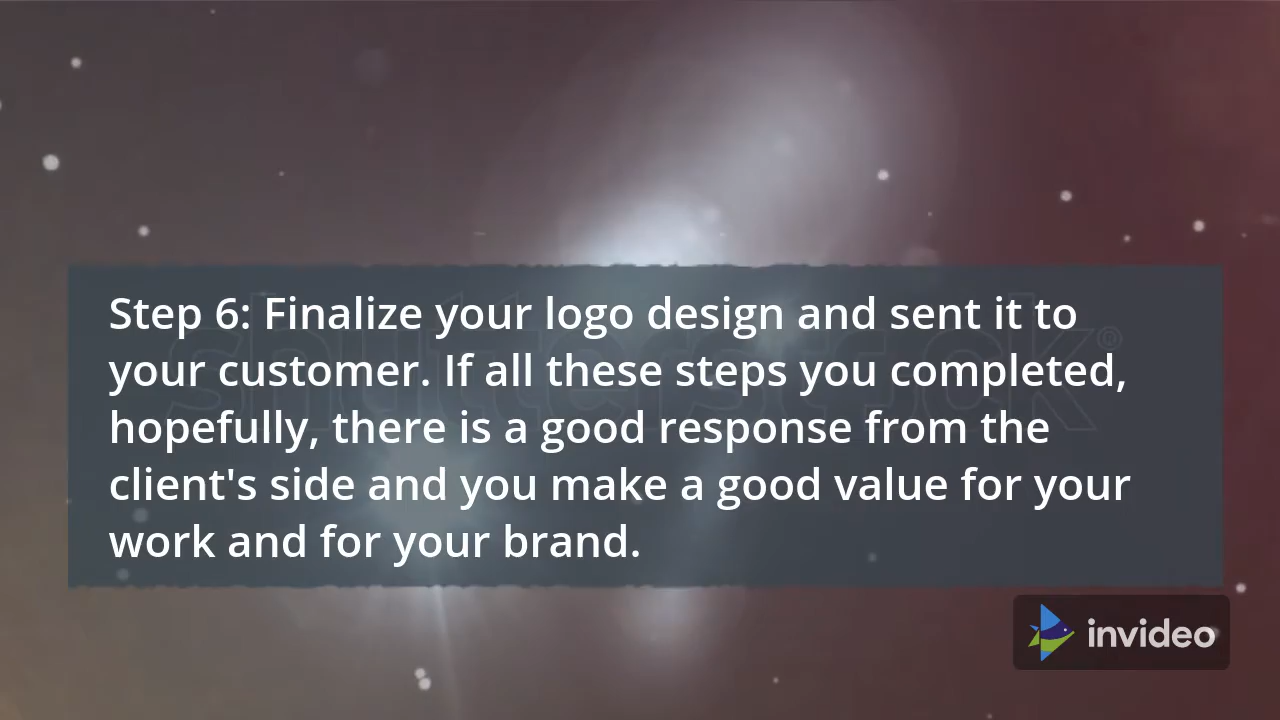 Step 6: Finalize your logo design and sent it to
your customer. If all these steps you completed,
hopefully, there is a good response from the
client's side and you make a good value for your
work and for your brand.
shutterstock®
invideo